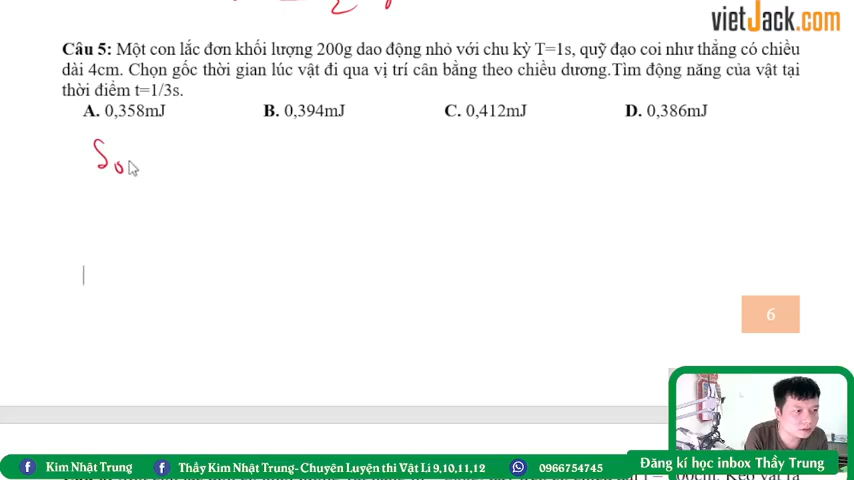 vietJack.com
Câu 5: Một con lắc đơn khối lượng 200g dao động nhỏ với chu kỳ T=1s, quỹ đạo coi như thẳng có chiều
dài 4cm. Chọn gốc thời gian lúc vật đi qua vị trí cân bằng theo chiều dương.Tìm động năng của vật tại
thời điểm t=1/3s.
A. 0,358mJ B. 0,394mJ C. 0,412mJ D. 0,386mJ
S₀
6
Kim Nhật Trung Thầy Kim Nhật Trung- Chuyên Luyện thi Vật Lí 9,10,11,12 0966754745 Đăng kí học inbox Thầy Trung